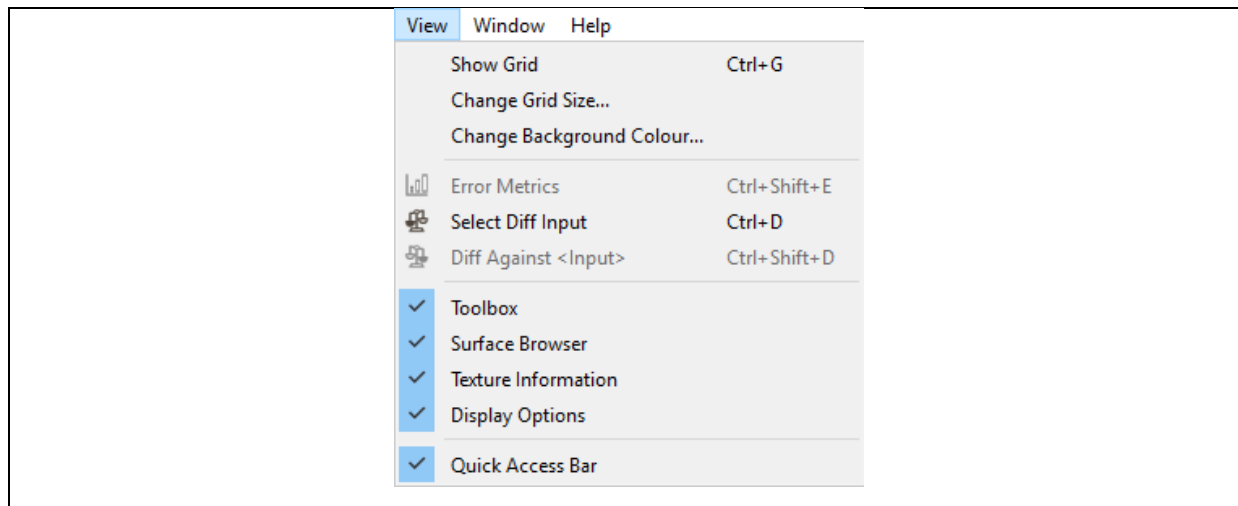 View Window Help
Show Grid Ctrl+G
Change Grid Size...
Change Background Colour...
Error Metrics Ctrl+Shift+E
Select Diff Input Ctrl+D
Diff Against <Input> Ctrl+Shift+D
Toolbox
Surface Browser
Texture Information
Display Options
Quick Access Bar